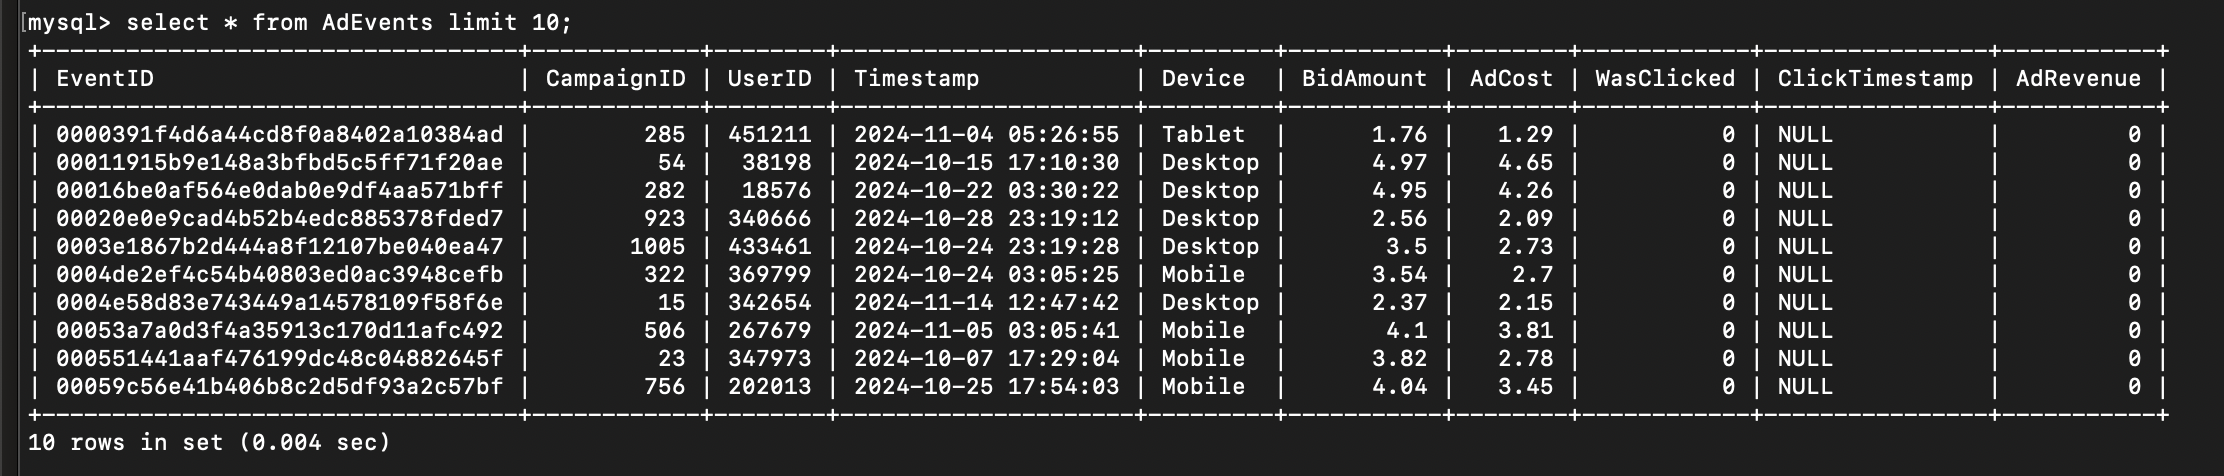 [mysql> select * from AdEvents limit 10;
+----------------------------------+------------+--------+---------------------+---------+-----------+--------+------------+----------------+-----------+
| EventID                          | CampaignID | UserID | Timestamp           | Device  | BidAmount | AdCost | WasClicked | ClickTimestamp | AdRevenue |
+----------------------------------+------------+--------+---------------------+---------+-----------+--------+------------+----------------+-----------+
| 0000391f4d6a44cd8f0a8402a10384ad |        285 | 451211 | 2024-11-04 05:26:55 | Tablet  |      1.76 |   1.29 |          0 | NULL           |         0 |
| 00011915b9e148a3bfbd5c5ff71f20ae |         54 |  38198 | 2024-10-15 17:10:30 | Desktop |      4.97 |   4.65 |          0 | NULL           |         0 |
| 00016be0af564e0dab0e9df4aa571bff |        282 |  18576 | 2024-10-22 03:30:22 | Desktop |      4.95 |   4.26 |          0 | NULL           |         0 |
| 00020e0e9cad4b52b4edc885378fded7 |        923 | 340666 | 2024-10-28 23:19:12 | Desktop |      2.56 |   2.09 |          0 | NULL           |         0 |
| 0003e1867b2d444a8f12107be040ea47 |       1005 | 433461 | 2024-10-24 23:19:28 | Desktop |       3.5 |   2.73 |          0 | NULL           |         0 |
| 0004de2ef4c54b40803ed0ac3948cefb |        322 | 369799 | 2024-10-24 03:05:25 | Mobile  |      3.54 |    2.7 |          0 | NULL           |         0 |
| 0004e58d83e743449a14578109f58f6e |         15 | 342654 | 2024-11-14 12:47:42 | Desktop |      2.37 |   2.15 |          0 | NULL           |         0 |
| 00053a7a0d3f4a35913c170d11afc492 |        506 | 267679 | 2024-11-05 03:05:41 | Mobile  |       4.1 |   3.81 |          0 | NULL           |         0 |
| 000551441aaf476199dc48c04882645f |         23 | 347973 | 2024-10-07 17:29:04 | Mobile  |      3.82 |   2.78 |          0 | NULL           |         0 |
| 00059c56e41b406b8c2d5df93a2c57bf |        756 | 202013 | 2024-10-25 17:54:03 | Mobile  |      4.04 |   3.45 |          0 | NULL           |         0 |
+----------------------------------+------------+--------+---------------------+---------+-----------+--------+------------+----------------+-----------+
10 rows in set (0.004 sec)